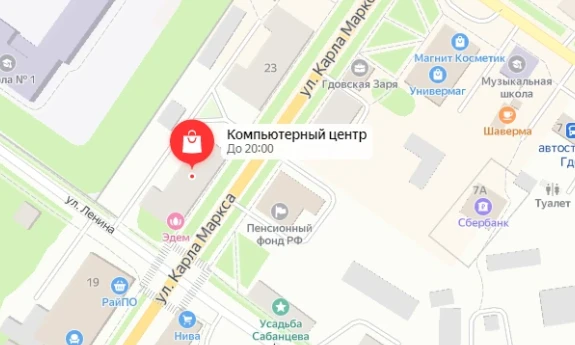 ул. Карла Маркса
Магнит Косметик
23
Гдовская Заря
Универмаг
Музыкальная
школа
ла № 1
Шаверма
Компьютерный центр
До 20:00
автост
Гд
7А
Туалет
Сбербанк
ул. Ленина
Эдем
ул. Карла Маркса
Пенсионный
фонд РФ
19
РайПО
Нива
Усадьба
Сабанцева